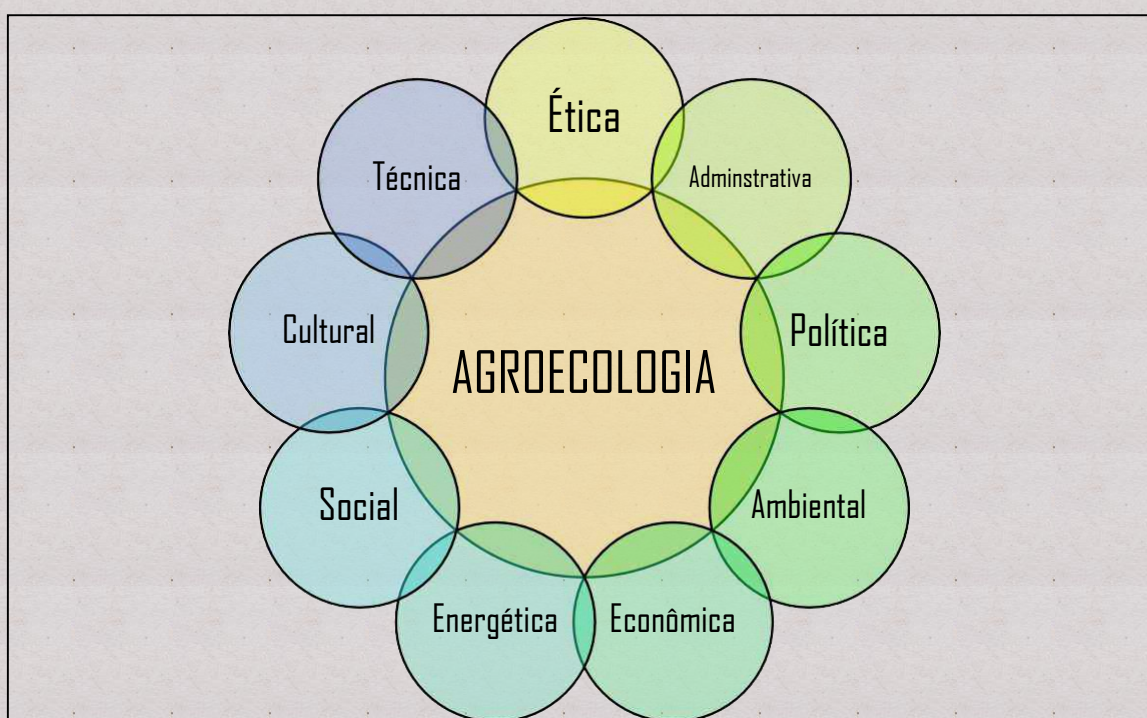 Ética
Adminstrativa
Política
Ambiental
Econômica
Energética
Social
Cultural
Técnica
AGROECOLOGIA